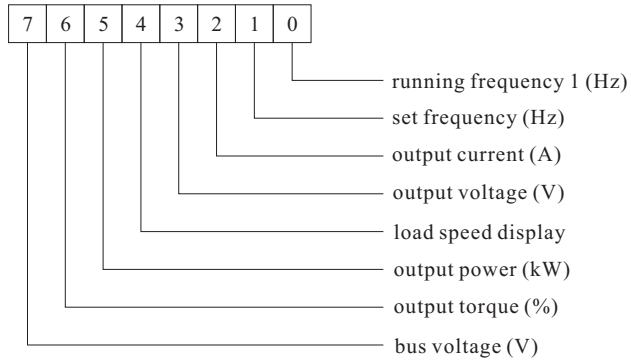 7 6 5 4 3 2 1 0
running frequency 1 (Hz)
set frequency (Hz)
output current (A)
output voltage (V)
load speed display
output power (kW)
output torque (%)
bus voltage (V)